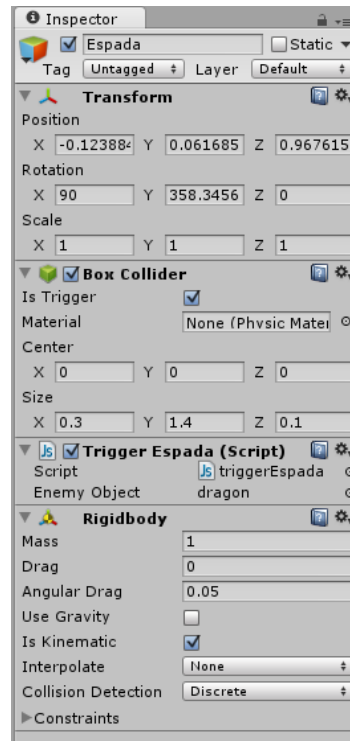 Inspector
Espada Static
Tag Untagged Layer Default
Transform
Position
X -0.123884 Y 0.061685 Z 0.967615
Rotation
X 90 Y 358.3456 Z 0
Scale
X 1 Y 1 Z 1
Box Collider
Is Trigger
Material None (Physic Mater
Center
X 0 Y 0 Z 0
Size
X 0.3 Y 1.4 Z 0.1
Js Trigger Espada (Script)
Script Js triggerEspada
Enemy Object dragon
Rigidbody
Mass 1
Drag 0
Angular Drag 0.05
Use Gravity
Is Kinematic
Interpolate None
Collision Detection Discrete
Constraints